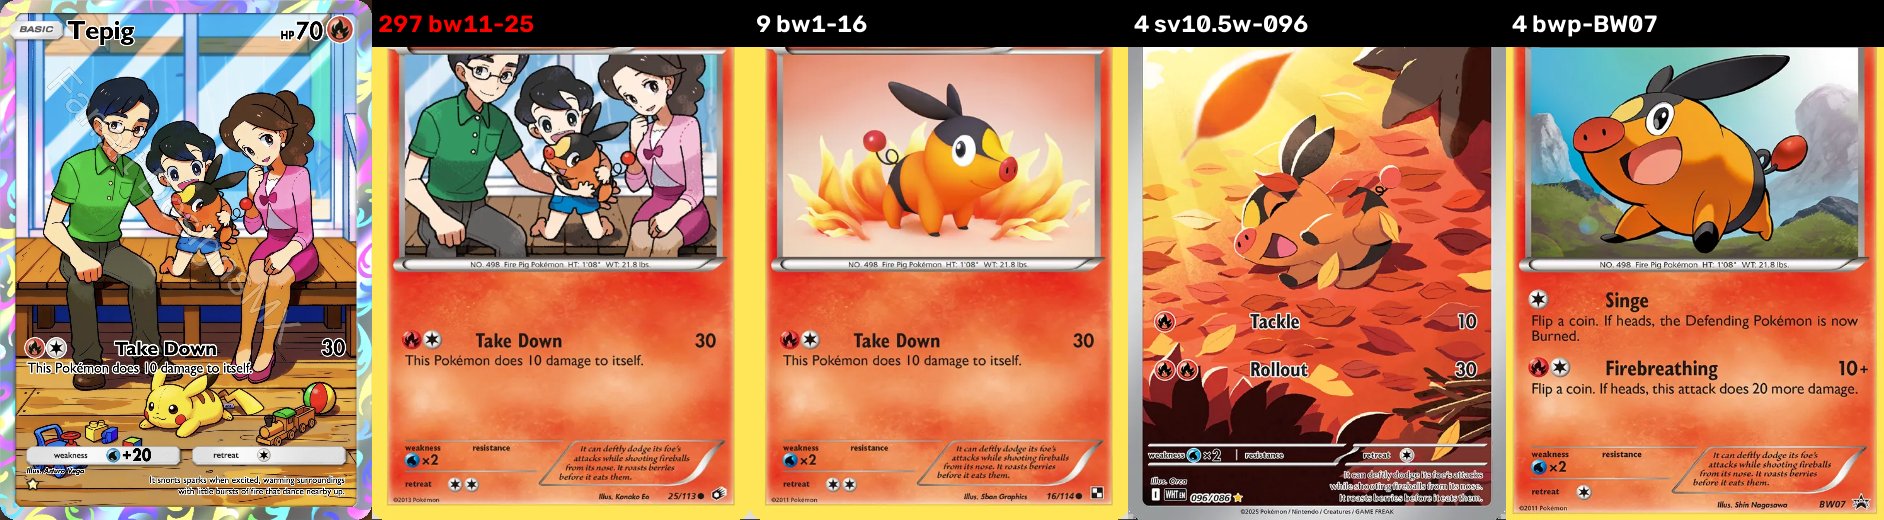 BASIC Tepig HP 70
Take Down 30
This Pokémon does 10 damage to itself.
weakness +20 retreat
Illus. Arturo Vega
It snorts sparks when excited, warming surroundings
with little bursts of fire that dance nearby up.
297 bw11-25
NO. 498 Fire Pig Pokémon HT: 1'08" WT: 21.8 lbs.
Take Down 30
This Pokémon does 10 damage to itself.
weakness resistance
×2
retreat
It can deftly dodge its foe's
attacks while shooting fireballs
from its nose. It roasts berries
before it eats them.
©2013 Pokémon Illus. Kanako Eo 25/113
9 bw1-16
NO. 498 Fire Pig Pokémon HT: 1'08" WT: 21.8 lbs.
Take Down 30
This Pokémon does 10 damage to itself.
weakness resistance
×2
retreat
It can deftly dodge its foe's
attacks while shooting fireballs
from its nose. It roasts berries
before it eats them.
©2011 Pokémon Illus. 5ban Graphics 16/114
4 sv10.5w-096
Tackle 10
Rollout 30
weakness ×2 resistance retreat
Illus. Orca
I WHT EN 096/086
It can deftly dodge its foe's attacks
while shooting fireballs from its nose.
It roasts berries before it eats them.
©2025 Pokémon / Nintendo / Creatures / GAME FREAK
4 bwp-BW07
NO. 498 Fire Pig Pokémon HT: 1'08" WT: 21.8 lbs.
Singe
Flip a coin. If heads, the Defending Pokémon is now
Burned.
Firebreathing 10+
Flip a coin. If heads, this attack does 20 more damage.
weakness resistance
×2
retreat
It can deftly dodge its foe's
attacks while shooting fireballs
from its nose. It roasts berries
before it eats them.
©2011 Pokémon Illus. Shin Nagasawa BW07